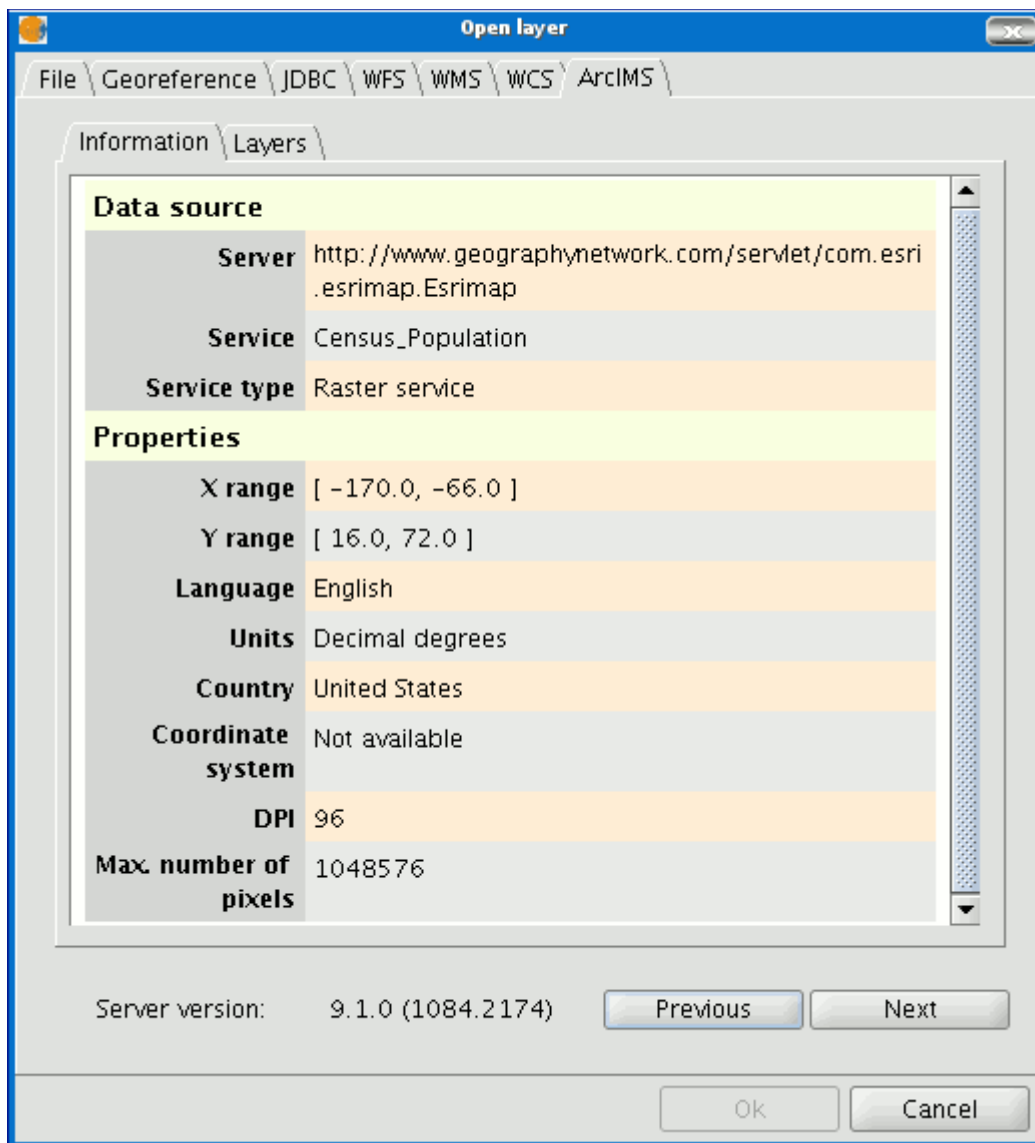 Open layer
File Georeference JDBC WFS WMS WCS ArcIMS
Information Layers
Data source
Server http://www.geographynetwork.com/servlet/com.esri
.esrimap.Esrimap
Service Census_Population
Service type Raster service
Properties
X range [ -170.0, -66.0 ]
Y range [ 16.0, 72.0 ]
Language English
Units Decimal degrees
Country United States
Coordinate
system Not available
DPI 96
Max. number of
pixels 1048576
Server version: 9.1.0 (1084.2174) Previous Next
Ok Cancel